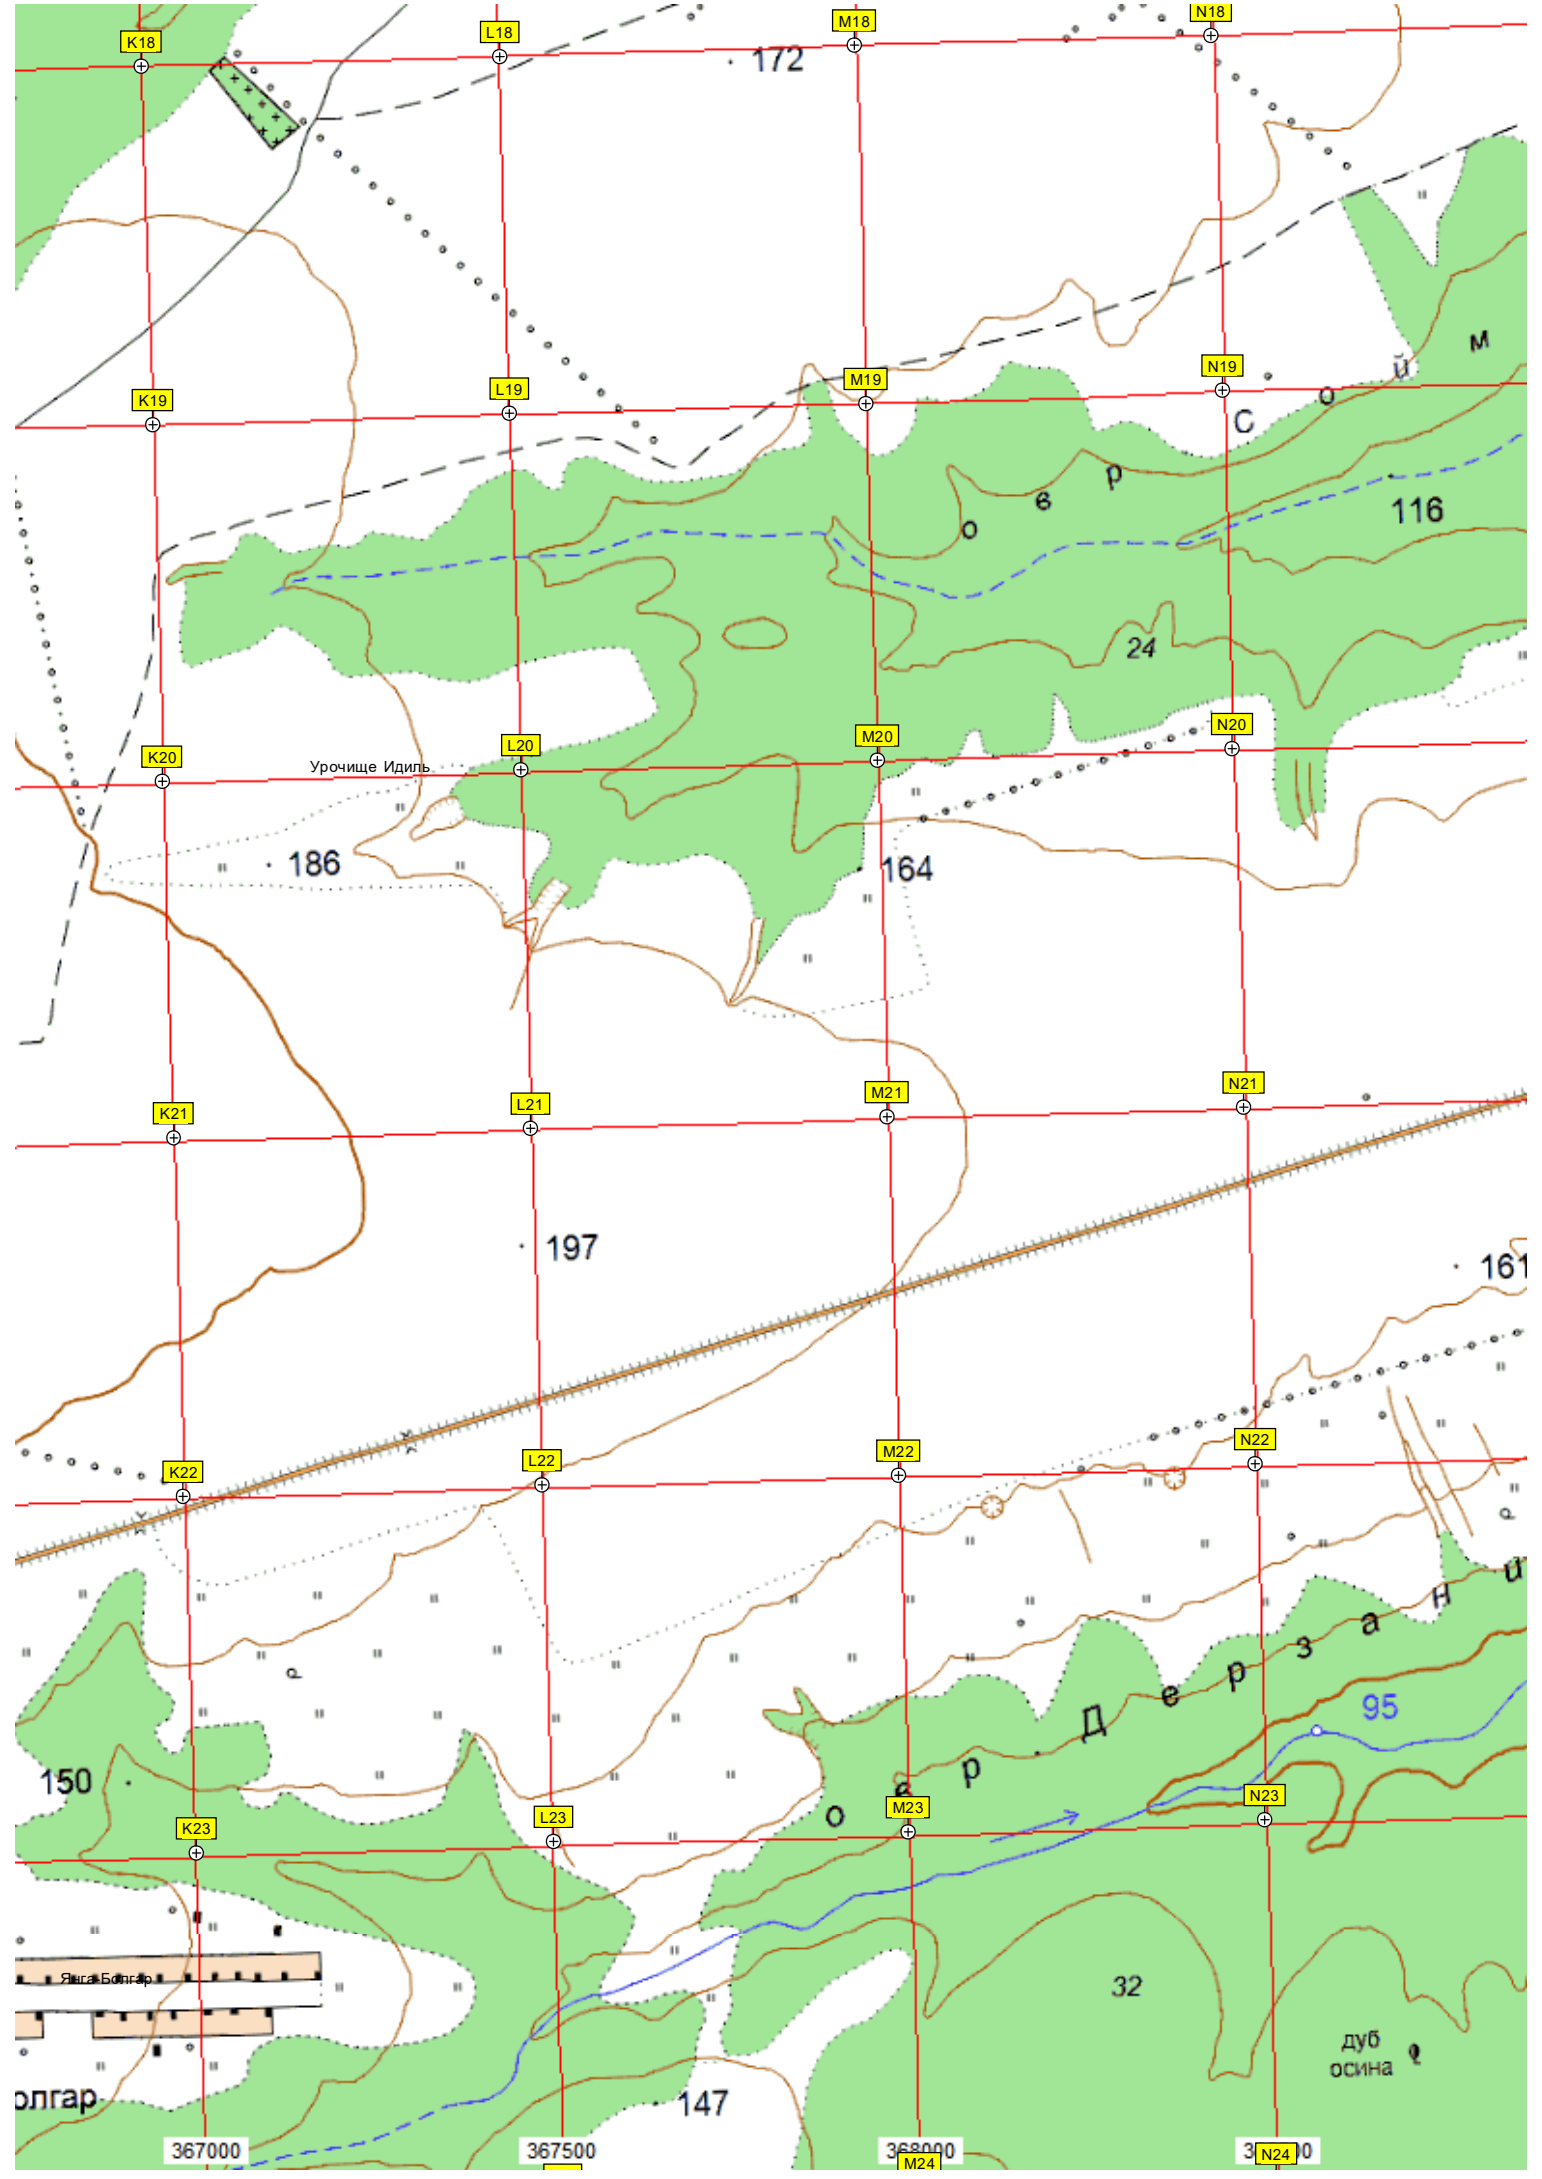 K18
L18
M18
N18
172
K19
L19
M19
N19
С о й м
о в р
116
24
K20
L20
M20
N20
Урочище Идиль
186
164
K21
L21
M21
N21
197
161
K22
L22
M22
N22
о в р Д е р з а н и
95
150
K23
L23
M23
N23
Янга-Болгар
32
дуб
осина
олгар
147
367000
367500
368000
M24
N24